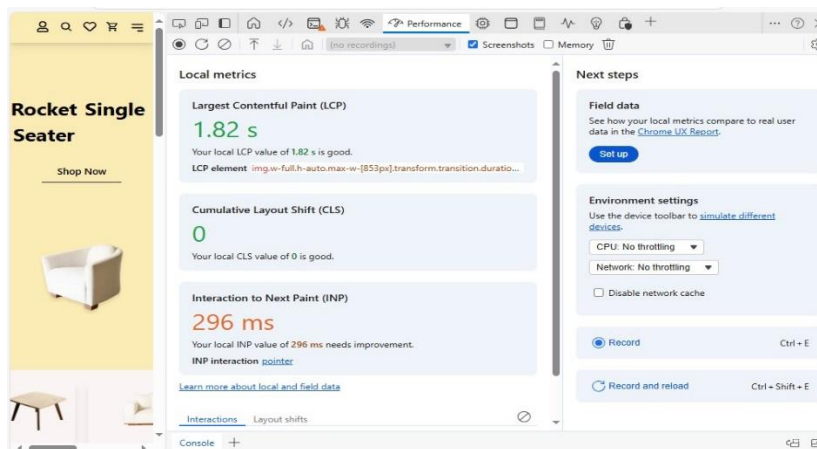 Rocket Single
Seater
Shop Now
Performance
(no recordings)
Screenshots
Memory
Local metrics
Largest Contentful Paint (LCP)
1.82 s
Your local LCP value of 1.82 s is good.
LCP element img.w-full.h-auto.max-w-[853px].transform.transition.duratio...
Cumulative Layout Shift (CLS)
0
Your local CLS value of 0 is good.
Interaction to Next Paint (INP)
296 ms
Your local INP value of 296 ms needs improvement.
INP interaction pointer
Learn more about local and field data
Interactions Layout shifts
Next steps
Field data
See how your local metrics compare to real user
data in the Chrome UX Report.
Set up
Environment settings
Use the device toolbar to simulate different
devices.
CPU: No throttling
Network: No throttling
Disable network cache
Record Ctrl + E
Record and reload Ctrl + Shift + E
Console